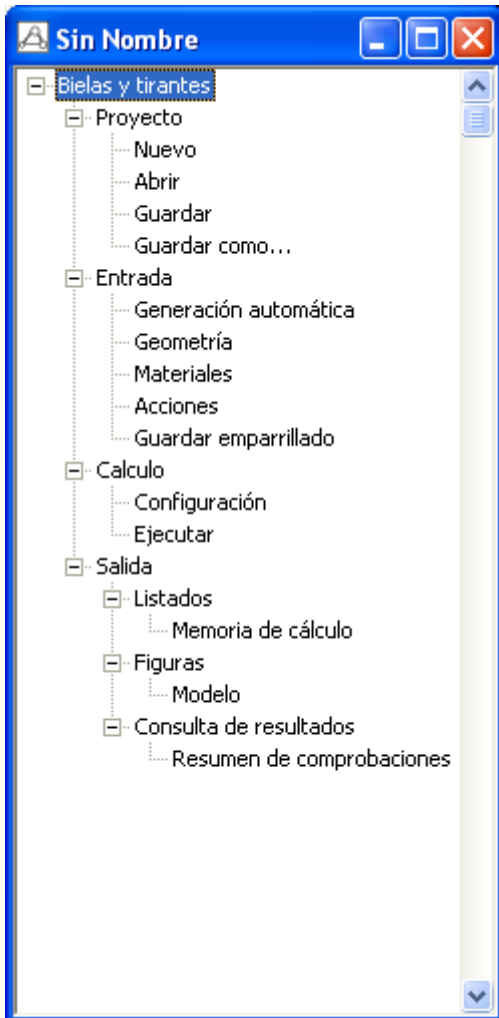 Sin Nombre
Bielas y tirantes
Proyecto
Nuevo
Abrir
Guardar
Guardar como...
Entrada
Generación automática
Geometría
Materiales
Acciones
Guardar emparrillado
Calculo
Configuración
Ejecutar
Salida
Listados
Memoria de cálculo
Figuras
Modelo
Consulta de resultados
Resumen de comprobaciones